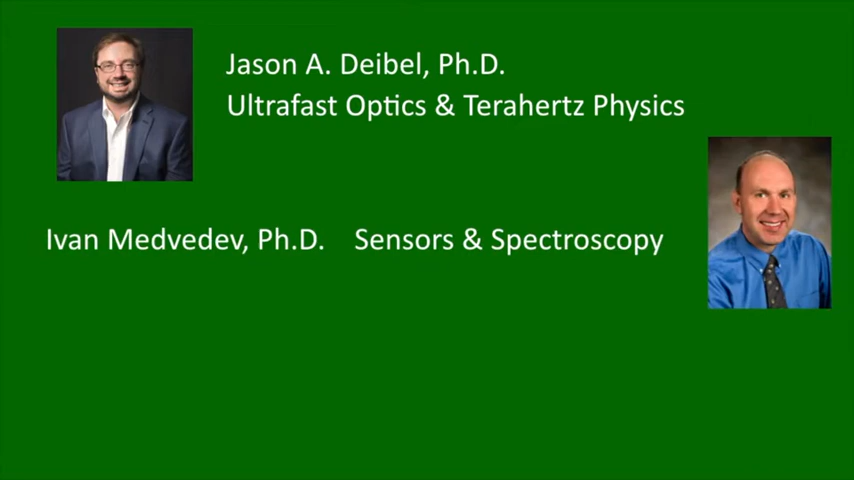 Jason A. Deibel, Ph.D.
Ultrafast Optics & Terahertz Physics
Ivan Medvedev, Ph.D. Sensors & Spectroscopy